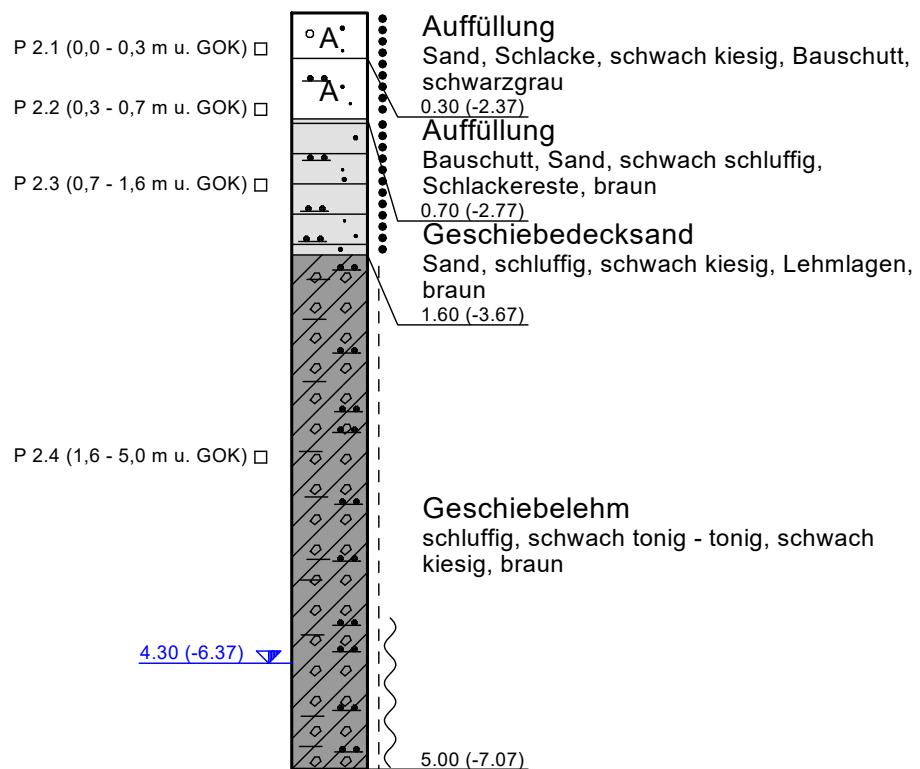 Auffüllung
P 2.1 (0,0 - 0,3 m u. GOK)
A
Sand, Schlacke, schwach kiesig, Bauschutt,
schwarzgrau
A
P 2.2 (0,3 - 0,7 m u. GOK)
0.30 (-2.37)
Auffüllung
Bauschutt, Sand, schwach schluffig,
P 2.3 (0,7 - 1,6 m u. GOK)
Schlackereste, braun
0.70 (-2.77)
Geschiebedecksand
Sand, schluffig, schwach kiesig, Lehmlagen,
braun
1.60 (-3.67)
P 2.4 (1,6 - 5,0 m u. GOK)
Geschiebelehm
schluffig, schwach tonig - tonig, schwach
kiesig, braun
4.30 (-6.37)
5.00 (-7.07)